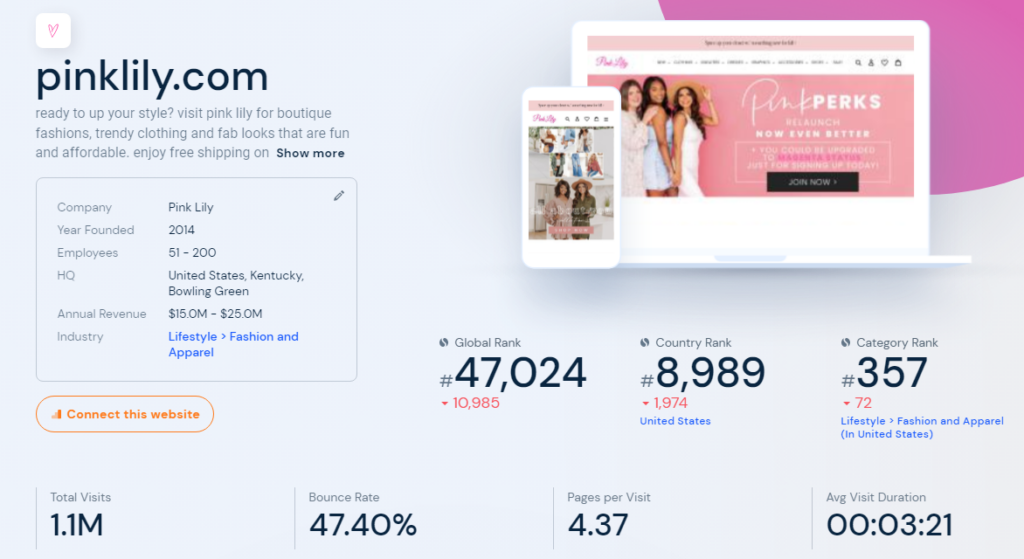 pinklily.com
ready to up your style? visit pink lily for boutique
fashions, trendy clothing and fab looks that are fun
and affordable. enjoy free shipping on Show more
Company Pink Lily
Year Founded 2014
Employees 51 - 200
HQ United States, Kentucky,
Bowling Green
Annual Revenue $15.0M - $25.0M
Industry Lifestyle > Fashion and
Apparel
Connect this website
Pink Lily
Pink Lily
PinkPERKS
RELAUNCH
NOW EVEN BETTER
+ YOU COULD BE UPGRADED
TO MAGENTA STATUS
JUST FOR SIGNING UP TODAY!
JOIN NOW >
Global Rank
#47,024
10,985
Country Rank
#8,989
1,974
United States
Category Rank
#357
72
Lifestyle > Fashion and Apparel
(In United States)
Total Visits
1.1M
Bounce Rate
47.40%
Pages per Visit
4.37
Avg Visit Duration
00:03:21